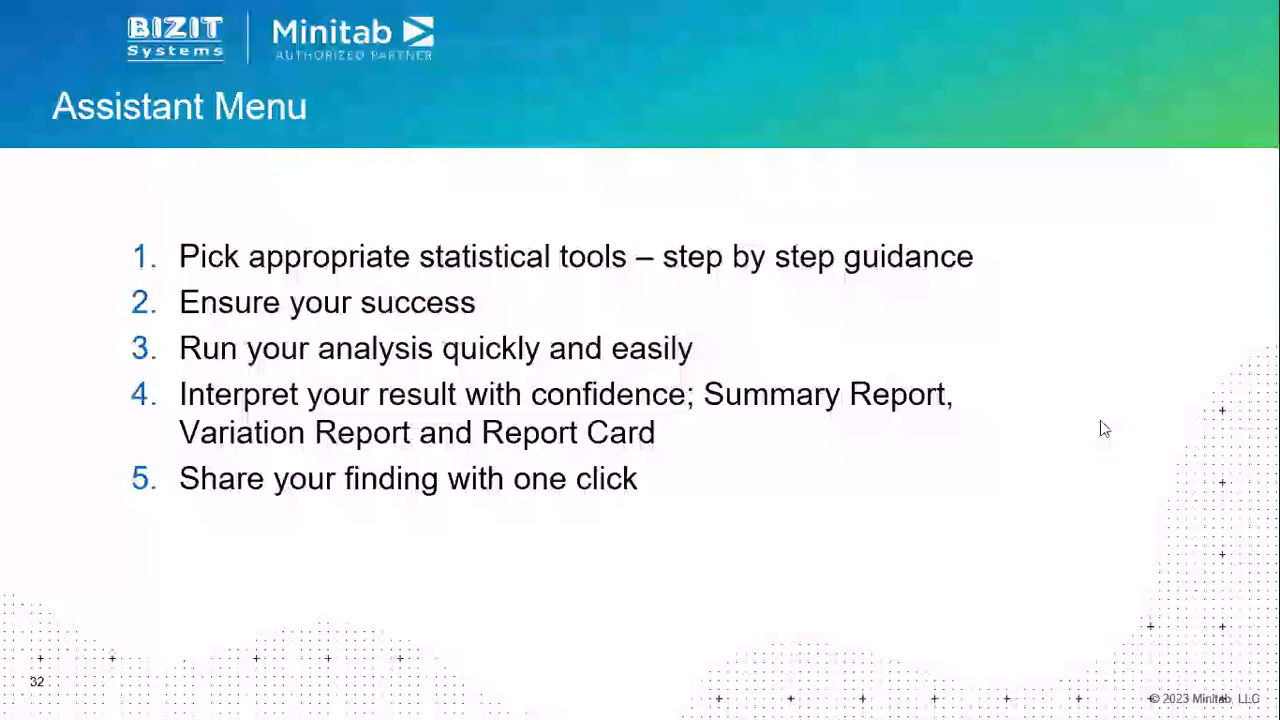 BIZIT
Systems
Minitab
AUTHORIZED PARTNER
Assistant Menu
1. Pick appropriate statistical tools – step by step guidance
2. Ensure your success
3. Run your analysis quickly and easily
4. Interpret your result with confidence; Summary Report,
Variation Report and Report Card
5. Share your finding with one click
32
© 2023 Minitab, LLC